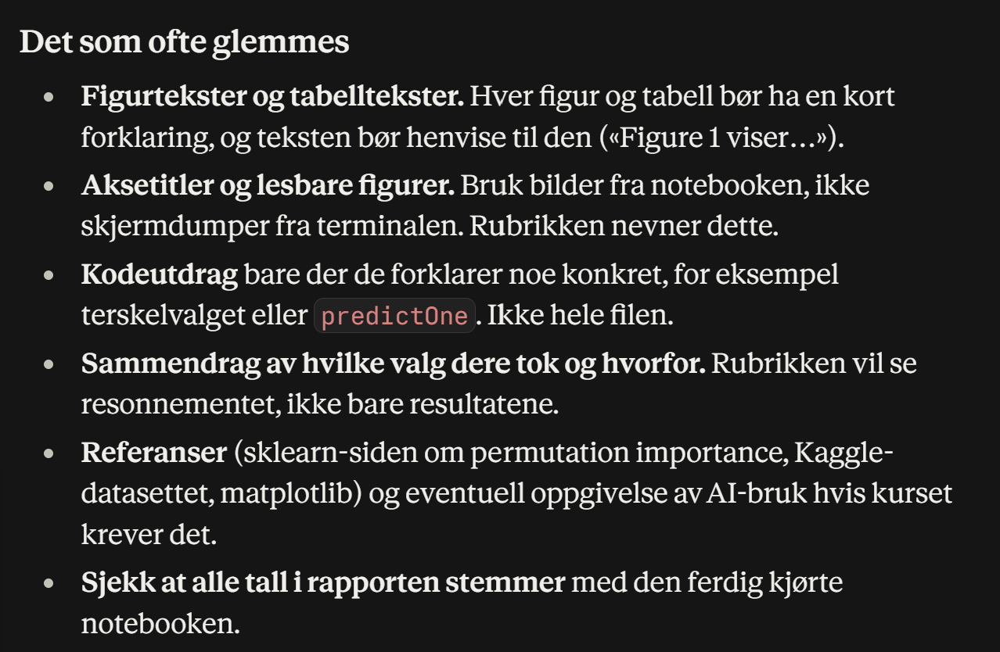 Det som ofte glemmes
• Figurtekster og tabelltekster. Hver figur og tabell bør ha en kort
forklaring, og teksten bør henvise til den («Figure 1 viser…»).
• Aksetitler og lesbare figurer. Bruk bilder fra notebooken, ikke
skjermdumper fra terminalen. Rubrikken nevner dette.
• Kodeutdrag bare der de forklarer noe konkret, for eksempel
terskelvalget eller predictOne. Ikke hele filen.
• Sammendrag av hvilke valg dere tok og hvorfor. Rubrikken vil se
resonnementet, ikke bare resultatene.
• Referanser (sklearn-siden om permutation importance, Kaggle-
datasettet, matplotlib) og eventuell oppgivelse av AI-bruk hvis kurset
krever det.
• Sjekk at alle tall i rapporten stemmer med den ferdig kjørte
notebooken.